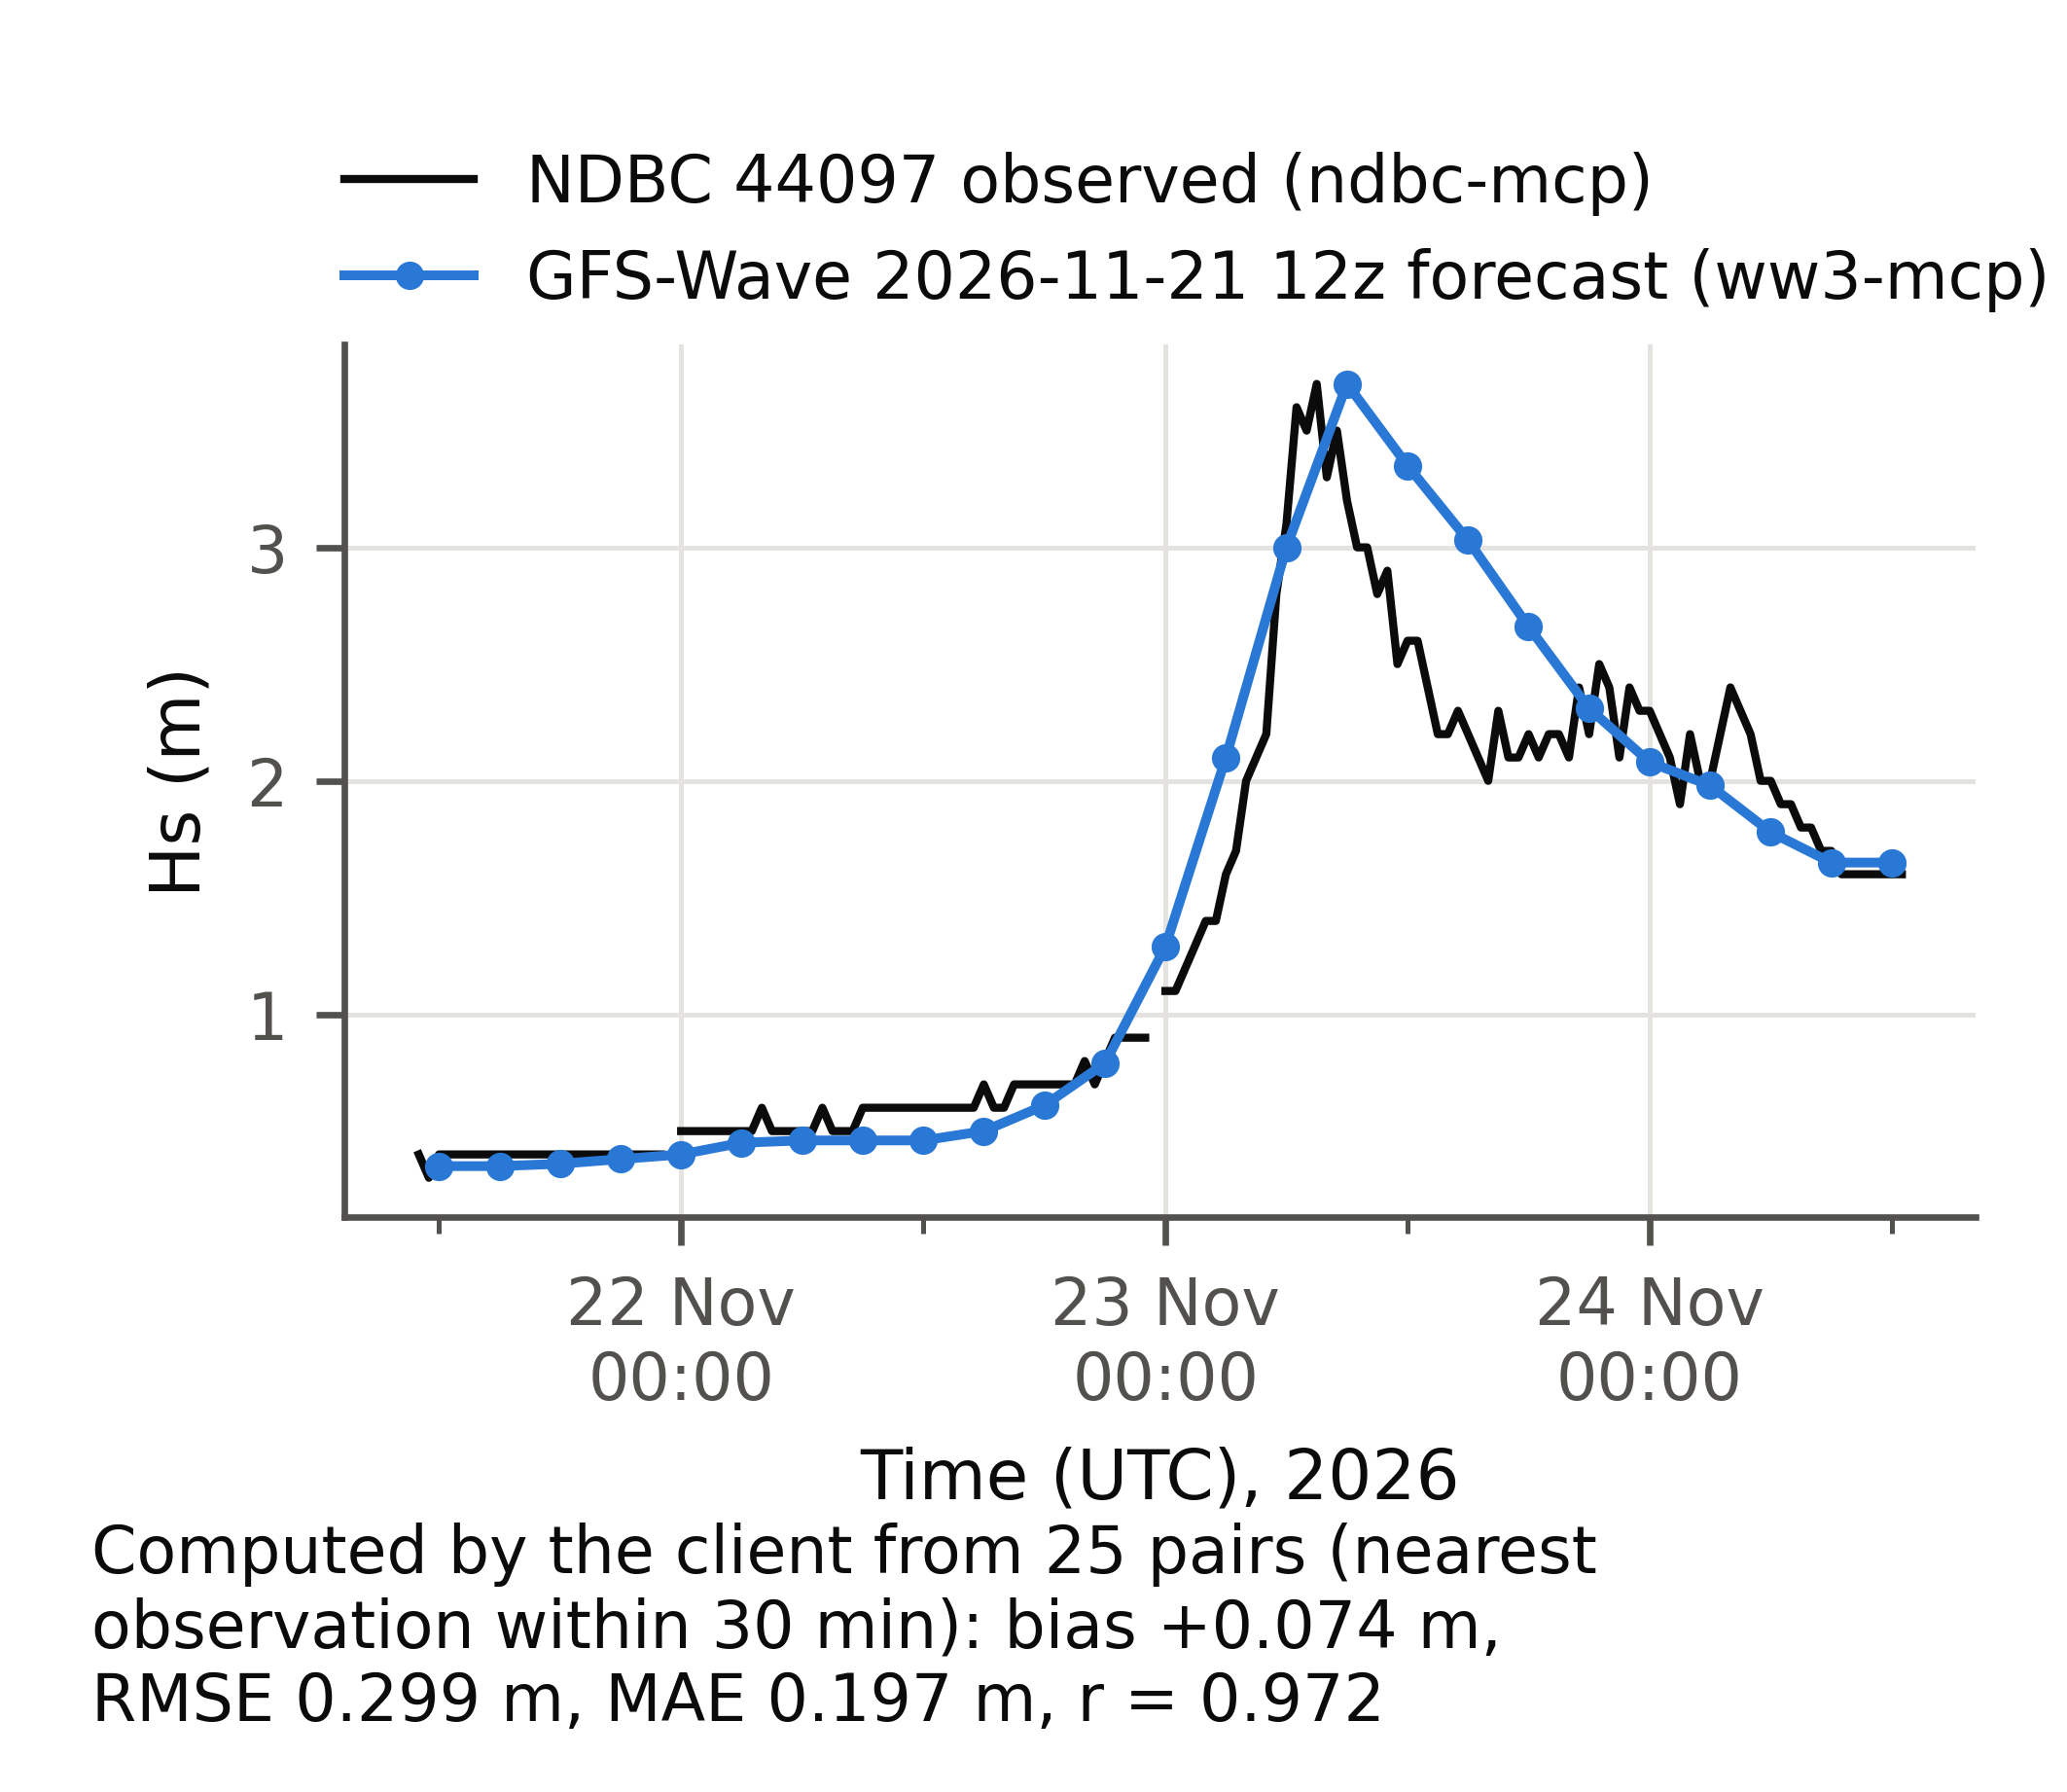 NDBC 44097 observed (ndbc-mcp)
GFS-Wave 2026-11-21 12z forecast (ww3-mcp)
Hs (m)
3
2
1
22 Nov
00:00
23 Nov
00:00
24 Nov
00:00
Time (UTC), 2026
Computed by the client from 25 pairs (nearest
observation within 30 min): bias +0.074 m,
RMSE 0.299 m, MAE 0.197 m, r = 0.972